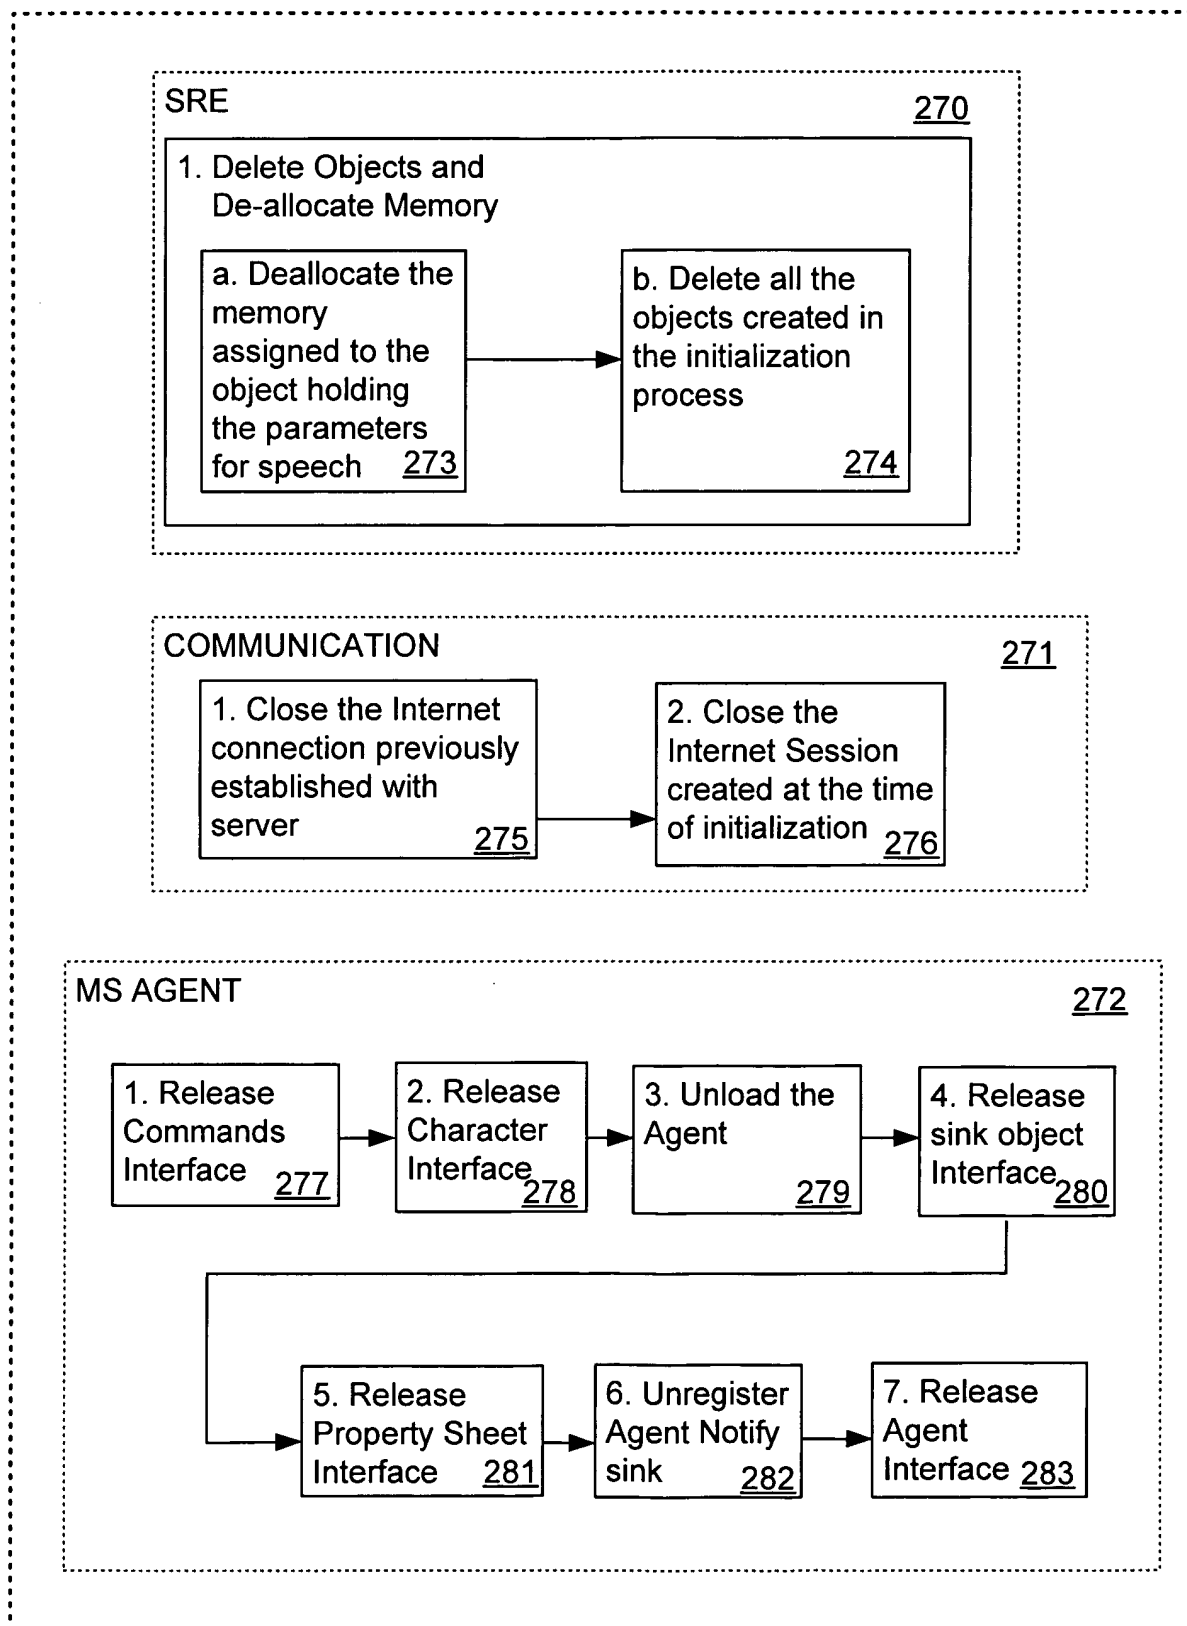 SRE
270
1. Delete Objects and
De-allocate Memory
a. Deallocate the
memory
assigned to the
object holding
the parameters
for speech 273
b. Delete all the
objects created in
the initialization
process
274
COMMUNICATION
271
1. Close the Internet
connection previously
established with
server
275
2. Close the
Internet Session
created at the time
of initialization
276
MS AGENT
272
1. Release
Commands
Interface
277
2. Release
Character
Interface
278
3. Unload the
Agent
279
4. Release
sink object
Interface
280
5. Release
Property Sheet
Interface 281
6. Unregister
Agent Notify
sink 282
7. Release
Agent
Interface 283